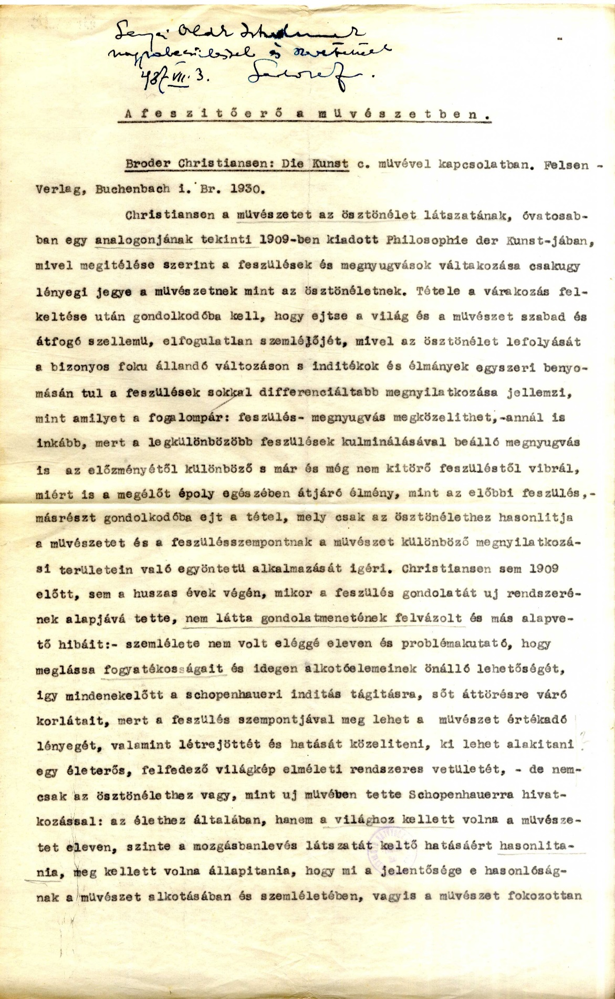 és
VII. 3.
A feszitőerő a müvészetben.
Broder Christiansen: Die Kunst c. müvével kapcsolatban. Felsen -
Verlag, Buchenbach i. Br. 1930.
Christiansen a müvészetet az ösztönélet látszatának, óvatosab-
ban egy analogonjának tekinti 1909-ben kiadott Philosophie der Kunst-jában,
mivel megitélése szerint a feszülések és megnyugvások váltakozása csakugy
lényegi jegye a müvészetnek mint az ösztönéletnek. Tétele a várakozás fel-
keltése után gondolkodóba kell, hogy ejtse a világ és a müvészet szabad és
átfogó szellemü, elfogulatlan szemlélőjét, mivel az ösztönélet lefolyását
a bizonyos foku állandó változáson s inditékok és élmányek egyszeri benyo-
másán tul a feszülések sokkal differenciáltabb megnyilatkozása jellemzi,
mint amilyet a fogalompár: feszülés- megnyugvás megközelithet,-annál is
inkább, mert a legkülönbözöbb feszülések kulminálásával beálló megnyugvás
is az előzményétől különböző s már és még nem kitörő feszüléstől vibrál,
miért is a megélőt époly egészében átjáró élmény, mint az előbbi feszülés,-
másrészt gondolkodóba ejt a tétel, mely csak az ösztönélethez hasonlitja
a müvészetet és a feszülésszempontnak a müvészet különböző megnyilatkozá-
si területein való egyöntetü alkalmazását igéri. Christiansen sem 1909
előtt, sem a huszas évek végén, mikor a feszülés gondolatát uj rendszeré-
nek alapjává tette, nem látta gondolatmenetének felvázolt és más alapve-
tő hibáit:- szemlélete nem volt eléggé eleven és problémakutató, hogy
meglássa fogyatékosságait és idegen alkotóelemeinek önálló lehetőségét,
igy mindenekelőtt a schopenhaueri inditás tágitásra, sőt áttörésre váró
korlátait, mert a feszülés szempontjával meg lehet a müvészet értékadó
lényegét, valamint létrejöttét és hatását közeliteni, ki lehet alakitani
egy életerős, felfedező világkép elméleti rendszeres vetületét, - de nem-
csak az ösztönélethez vagy, mint uj müvében tette Schopenhauerra hivat-
kozással: az élethez általában, hanem a világhoz kellett volna a müvésze-
tet eleven, szinte a mozgásbanlevés látszatát keltő hatásáért hasonlita-
nia, meg kellett volna állapitania, hogy mi a jelentősége e hasonlóság-
nak a müvészet alkotásában és szemléletében, vagyis a müvészet fokozottan